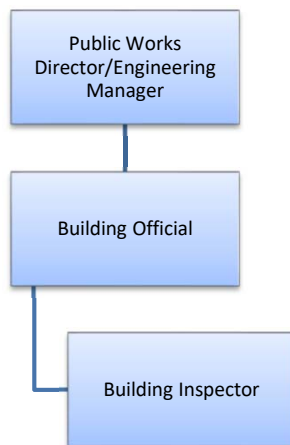 Public Works
Director/Engineering
Manager
Building Official
Building Inspector